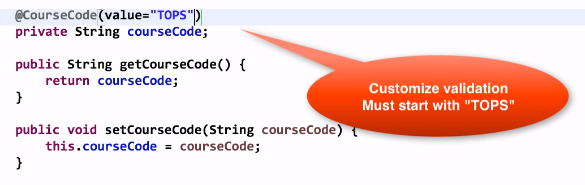 @CourseCode(value="TOPS")
private String courseCode;
public String getCourseCode() {
return courseCode;
}
Customize validation
Must start with "TOPS"
public void setCourseCode(String courseCode) {
this.courseCode = courseCode;
}